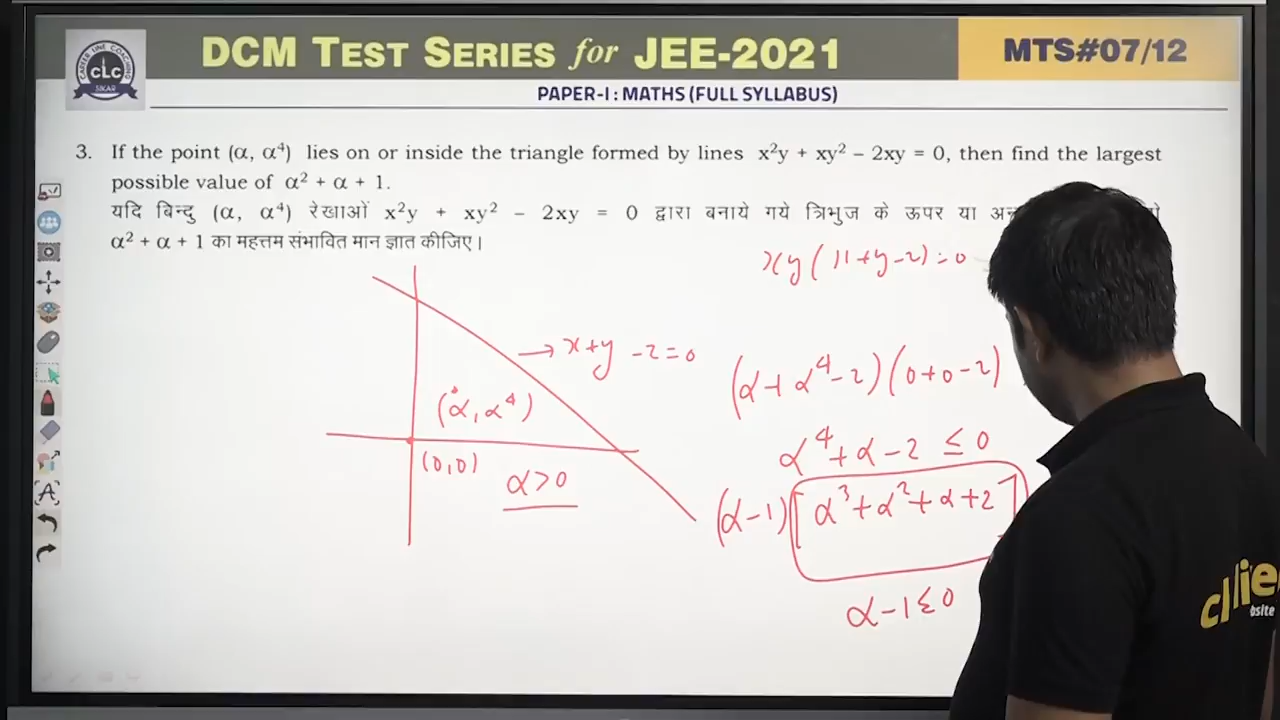 CAREER LINE COACHING
CLC
SIKAR
DCM TEST SERIES for JEE-2021
MTS#07/12
PAPER-I : MATHS (FULL SYLLABUS)
3. If the point (α, α⁴) lies on or inside the triangle formed by lines x²y + xy² – 2xy = 0, then find the largest
possible value of α² + α + 1.
यदि बिन्दु (α, α⁴) रेखाओं x²y + xy² – 2xy = 0 द्वारा बनाये गये त्रिभुज के ऊपर या
α² + α + 1 का महत्तम संभावित मान ज्ञात कीजिए।
xy(x+y-2)=0
→ x+y-2=0
(α+α⁴-2)(0+0-2)
(α,α⁴)
α⁴+α-2 ≤ 0
(0,0)
α>0
(α-1)[α³+α²+α+2]
α-1≤0